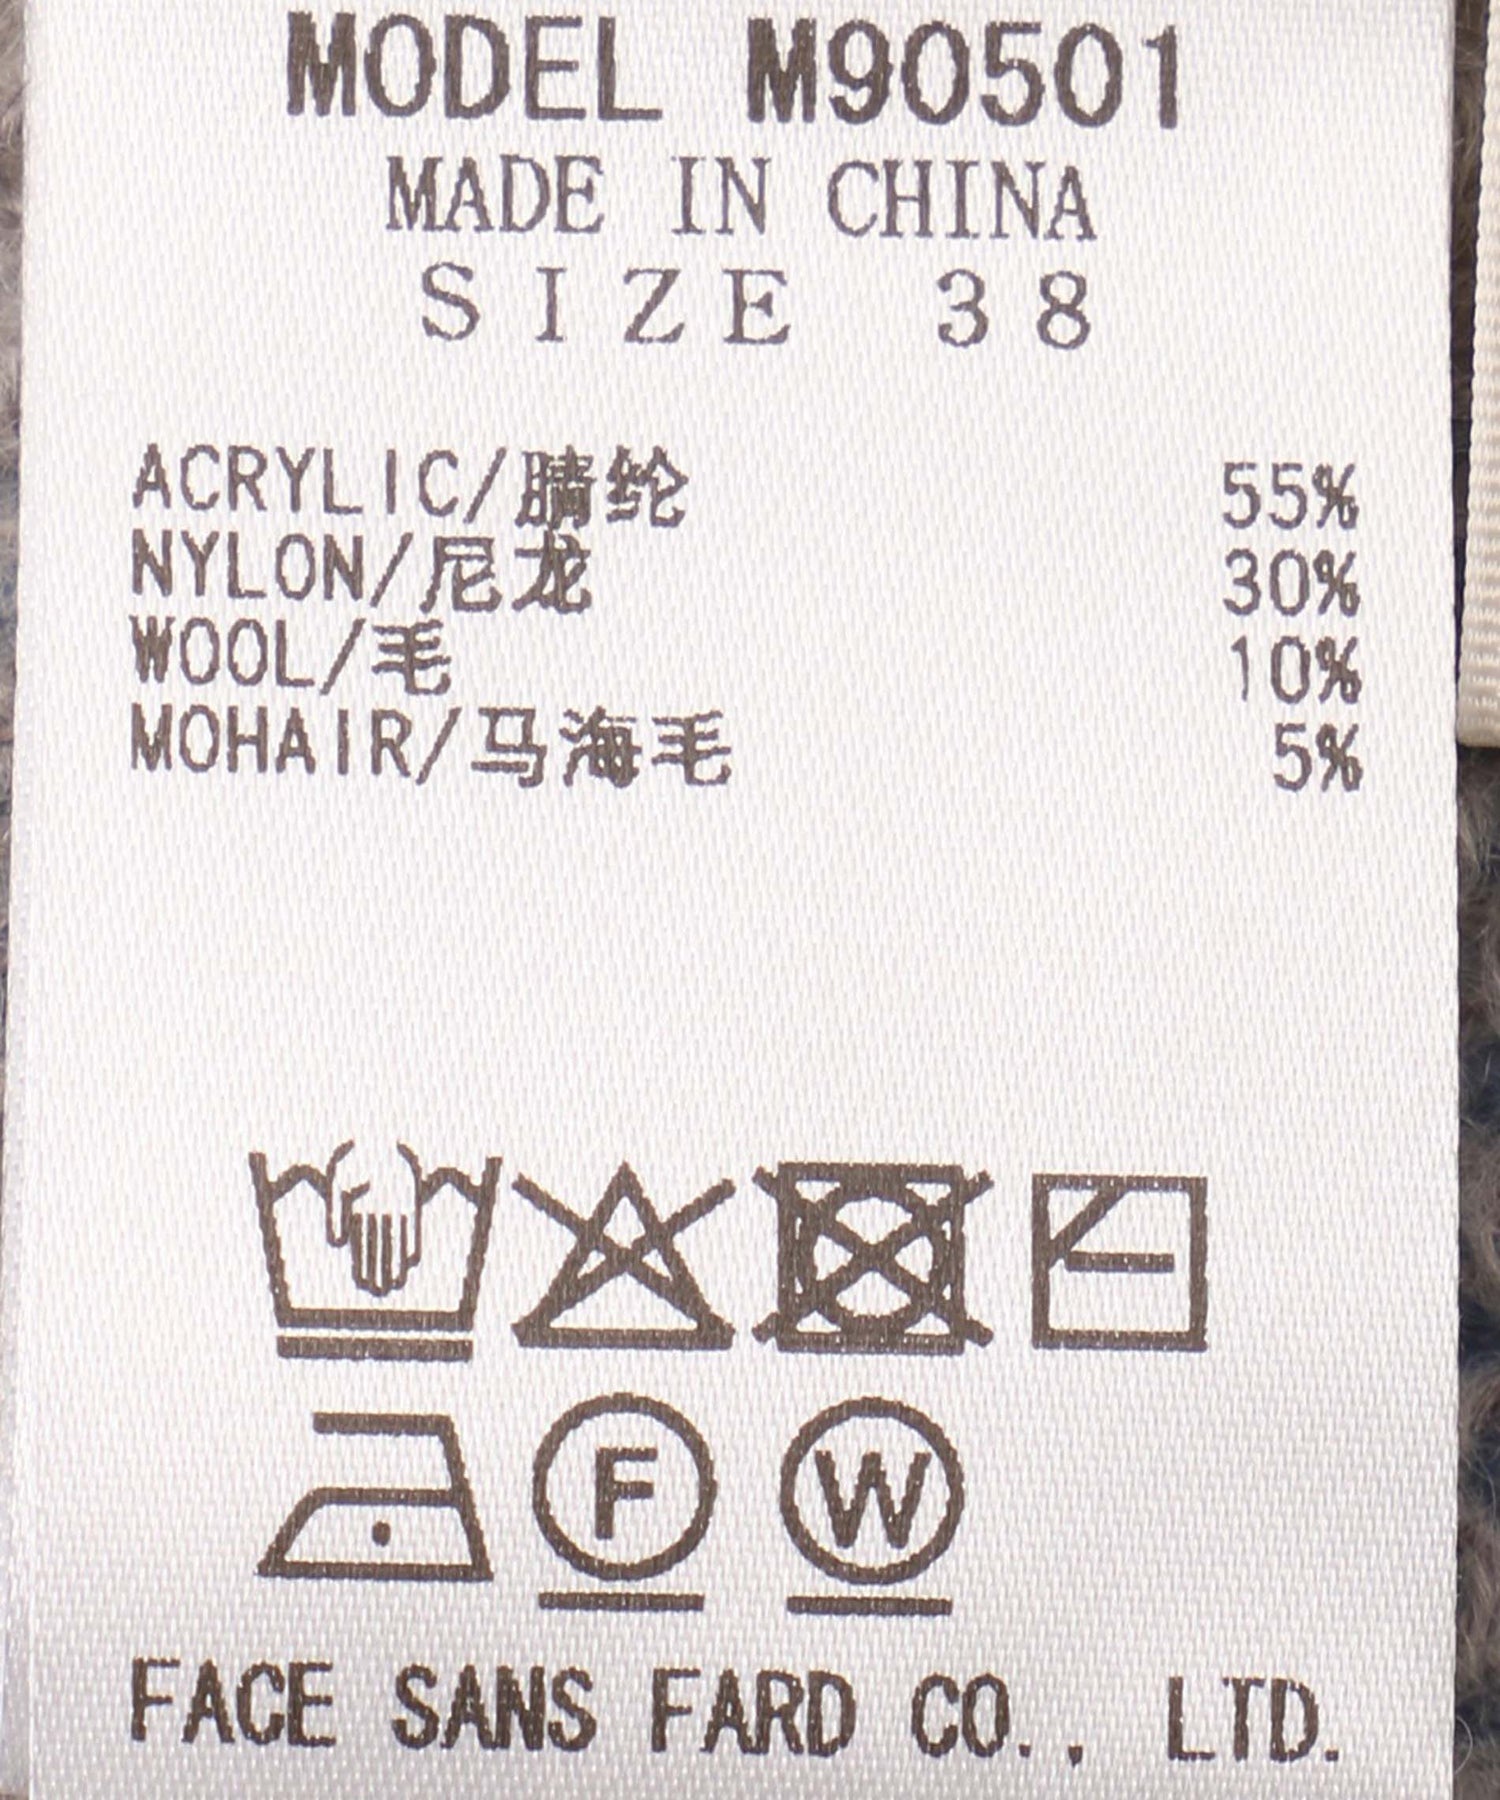 MODEL M90501
MADE IN CHINA
SIZE 38
ACRYLIC/腈纶 55%
NYLON/尼龙 30%
WOOL/毛 10%
MOHAIR/马海毛 5%
F W
FACE SANS FARD CO., LTD.